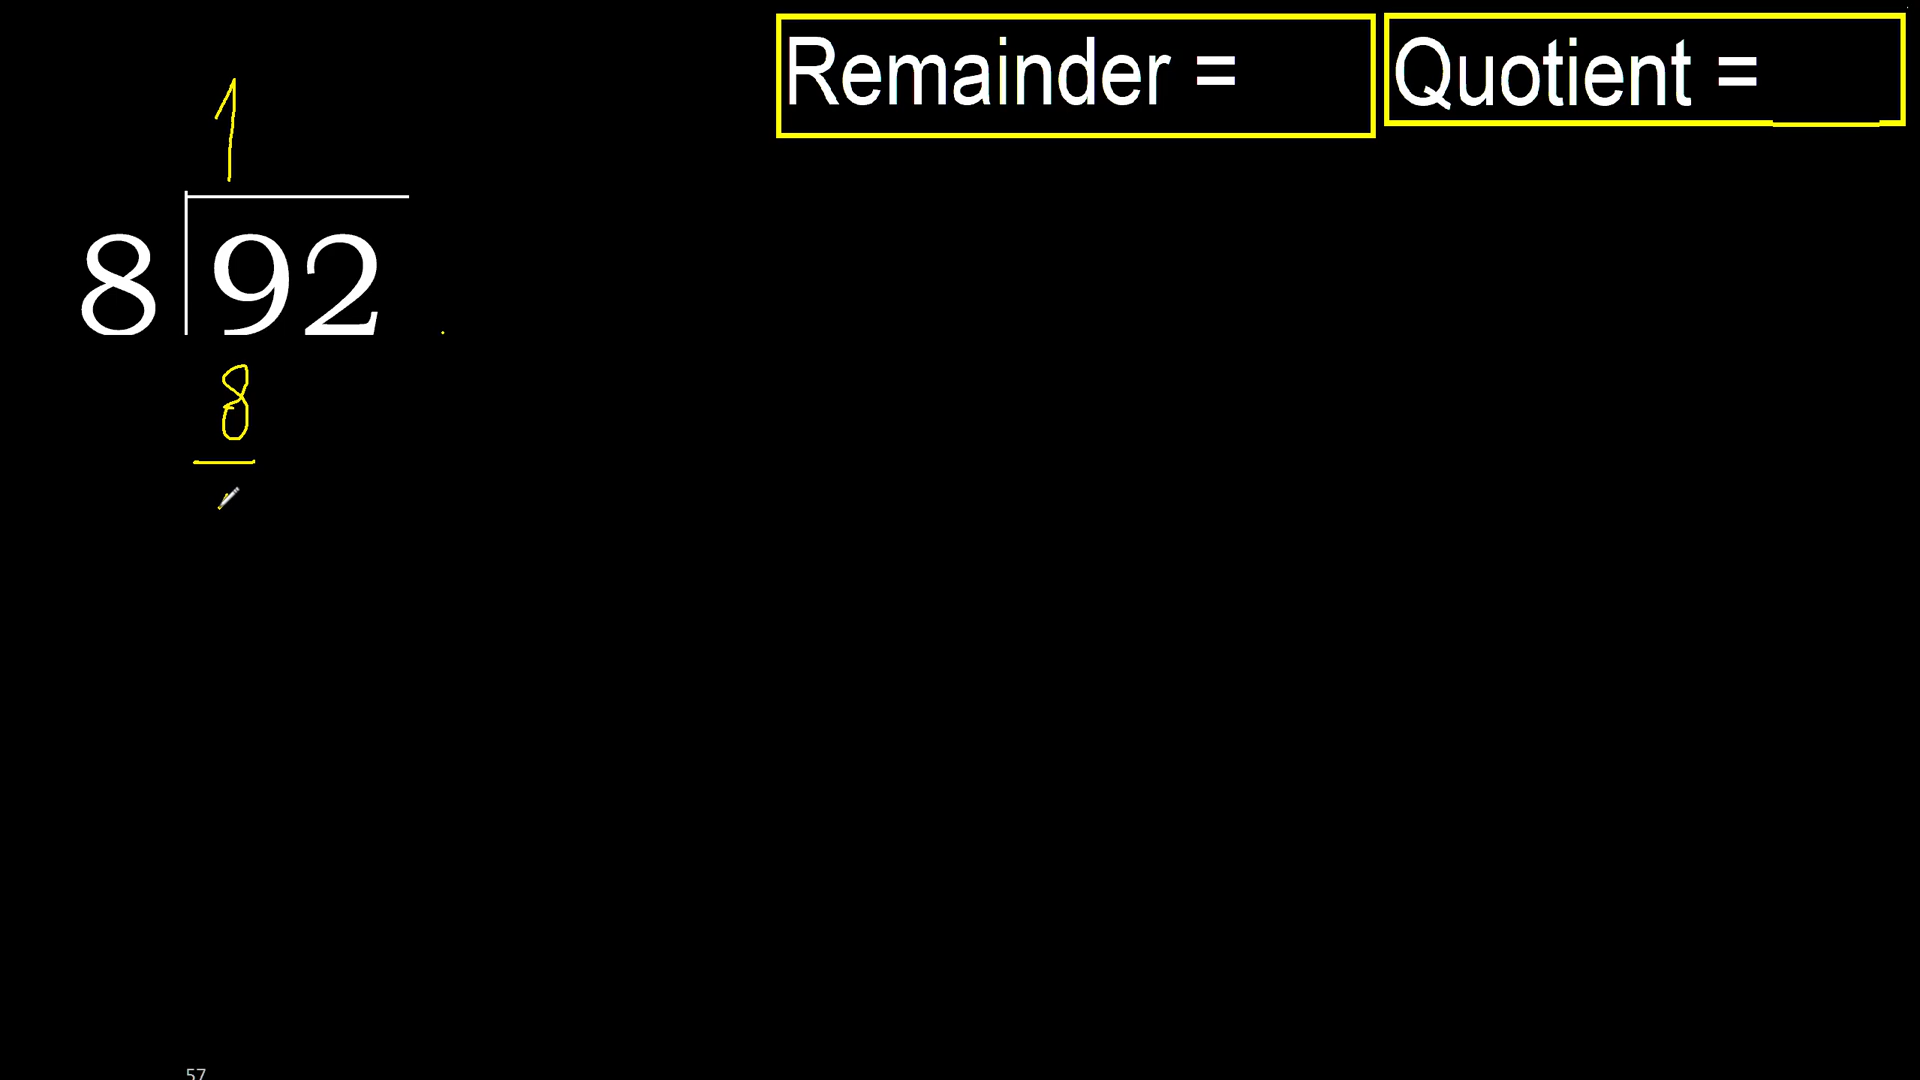 Remainder =
Quotient =
1
8 92
8
57